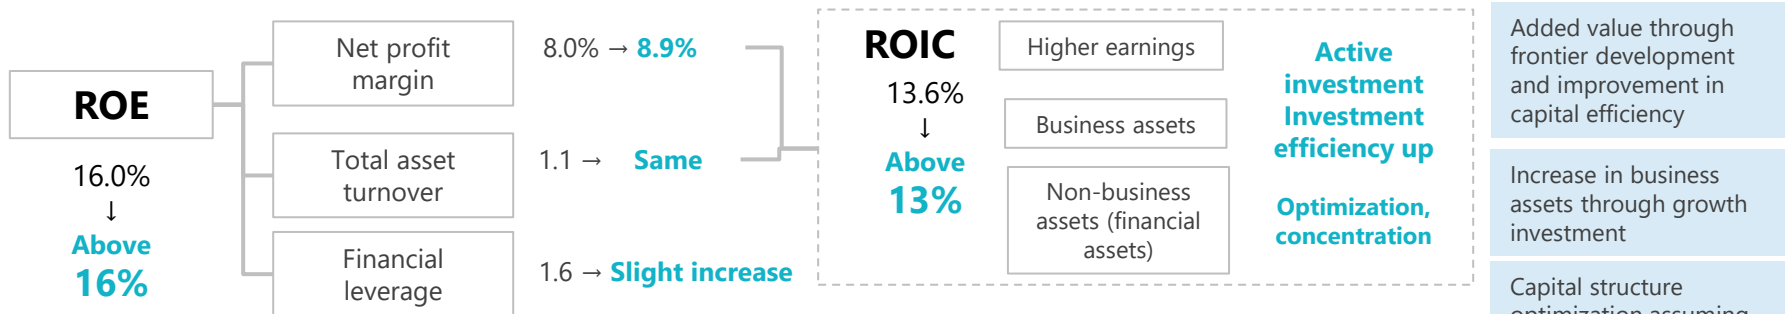 ROE
16.0%
↓
Above
16%
Net profit
margin
8.0% → 8.9%
Total asset
turnover
1.1 → Same
Financial
leverage
1.6 → Slight increase
ROIC
13.6%
↓
Above
13%
Higher earnings
Business assets
Non-business
assets (financial
assets)
Active
investment
Investment
efficiency up
Optimization,
concentration
Added value through
frontier development
and improvement in
capital efficiency
Increase in business
assets through growth
investment
Capital structure
optimization assuming